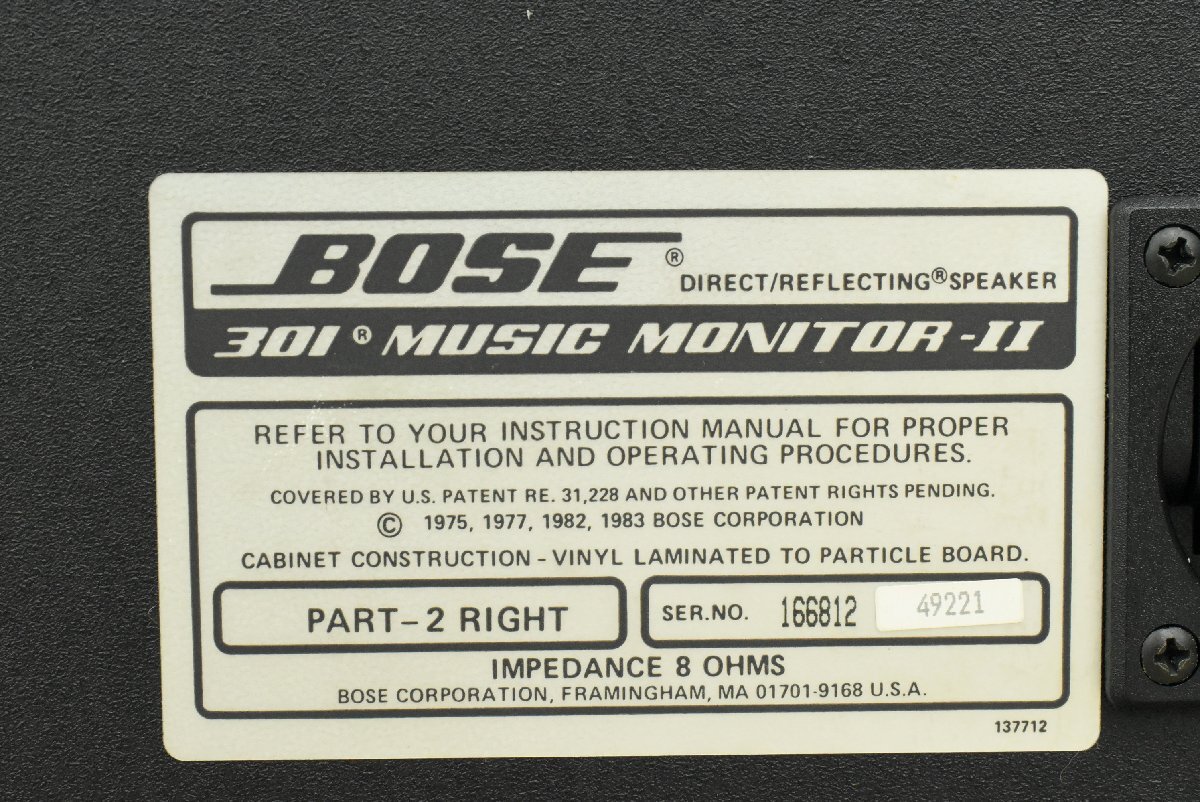 BOSE®
DIRECT/REFLECTING® SPEAKER
301® MUSIC MONITOR-II
REFER TO YOUR INSTRUCTION MANUAL FOR PROPER
INSTALLATION AND OPERATING PROCEDURES.
COVERED BY U.S. PATENT RE. 31,228 AND OTHER PATENT RIGHTS PENDING.
© 1975, 1977, 1982, 1983 BOSE CORPORATION
CABINET CONSTRUCTION - VINYL LAMINATED TO PARTICLE BOARD.
PART-2 RIGHT
SER.NO. 166812 49221
IMPEDANCE 8 OHMS
BOSE CORPORATION, FRAMINGHAM, MA 01701-9168 U.S.A.
137712